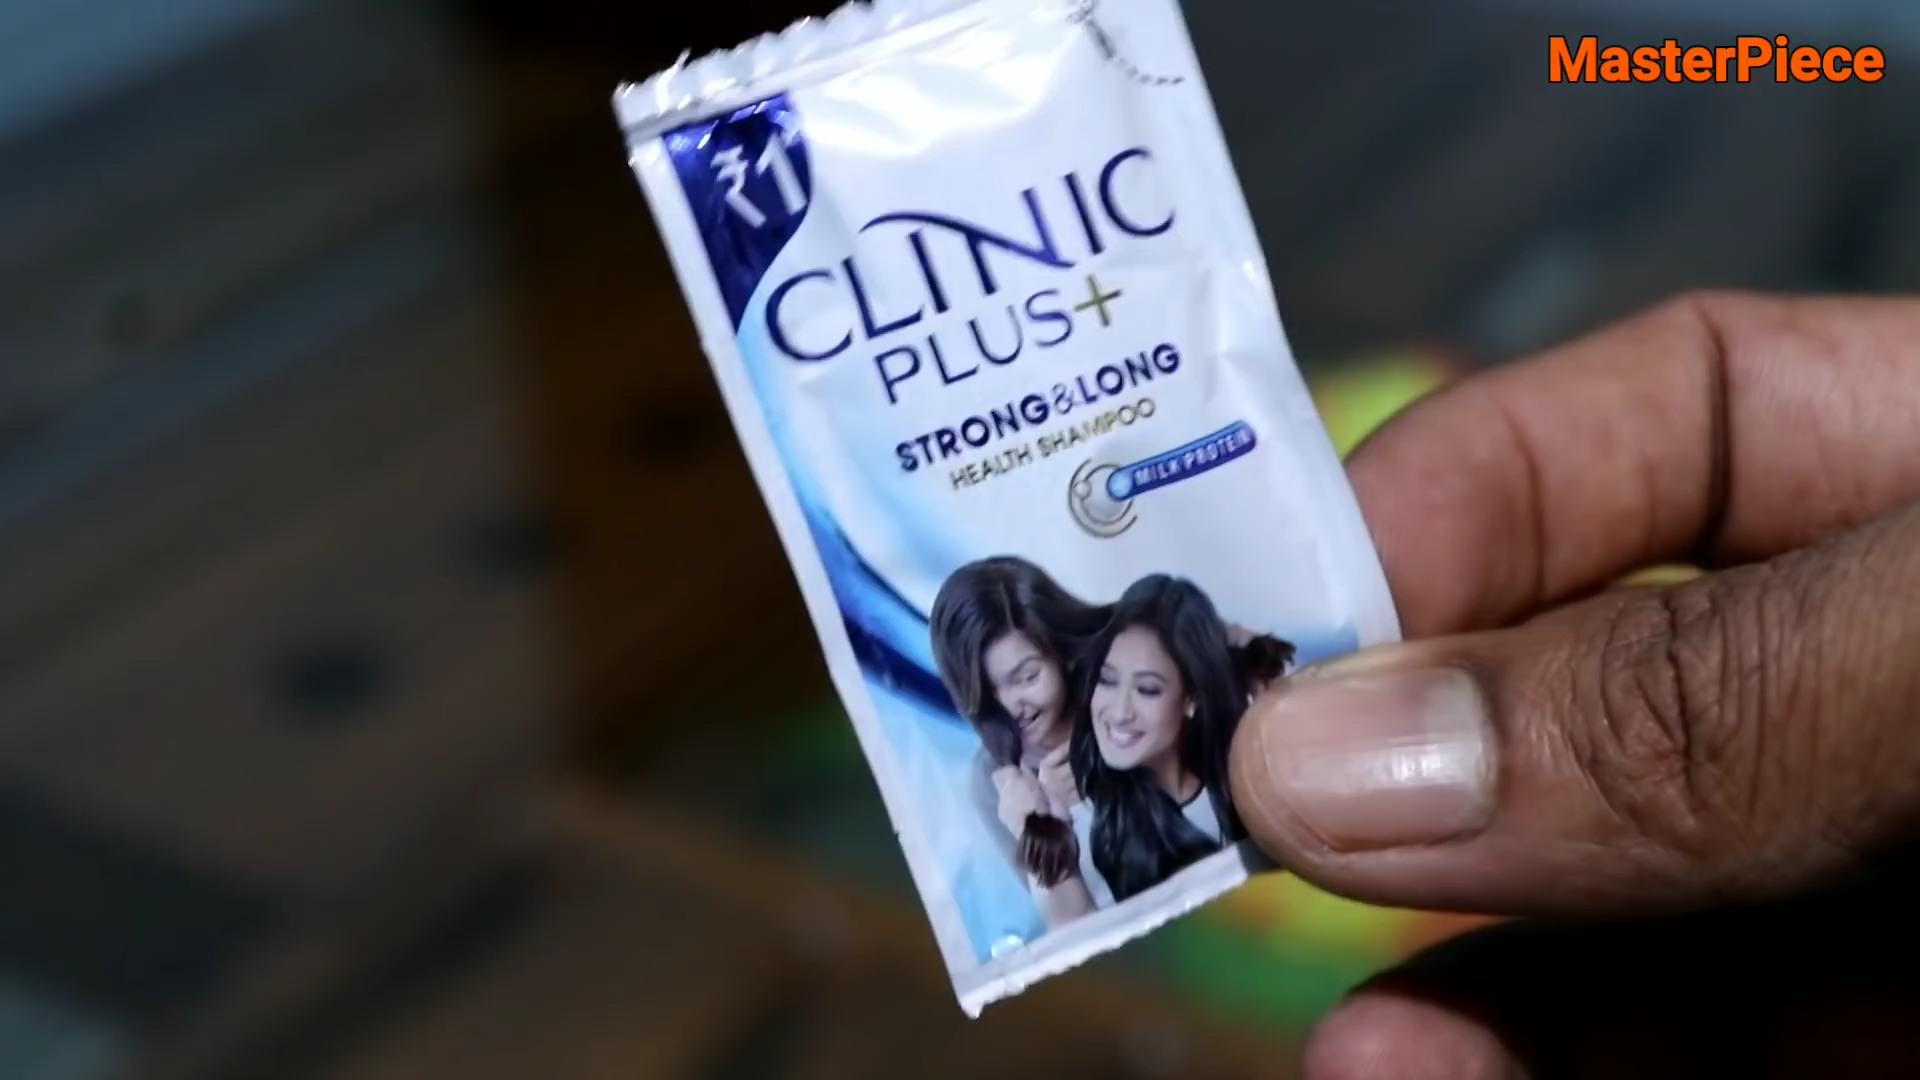 MasterPiece
₹1
CLINIC
PLUS+
STRONG&LONG
HEALTH SHAMPOO
MILK PROTEIN